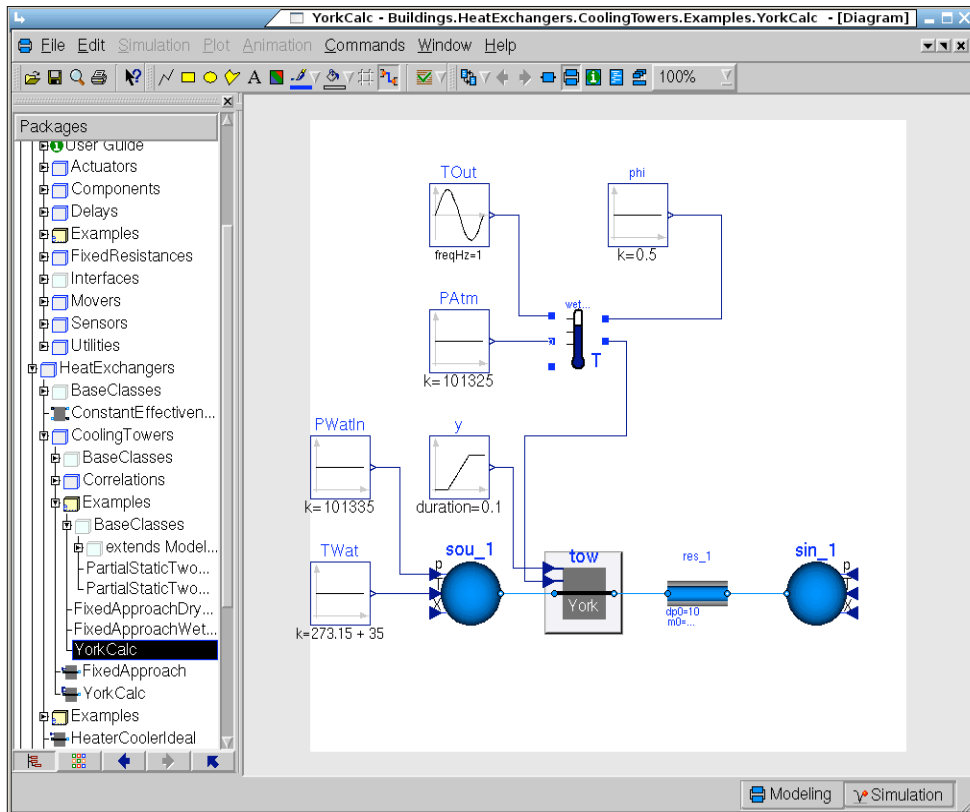 YorkCalc - Buildings.HeatExchangers.CoolingTowers.Examples.YorkCalc - [Diagram]
File Edit Simulation Plot Animation Commands Window Help
A 100%
Packages
User Guide
Actuators
Components
Delays
Examples
FixedResistances
Interfaces
Movers
Sensors
Utilities
HeatExchangers
BaseClasses
ConstantEffectiven...
CoolingTowers
BaseClasses
Correlations
Examples
BaseClasses
extends Model...
PartialStaticTwo...
PartialStaticTwo...
FixedApproachDry...
FixedApproachWet...
YorkCalc
FixedApproach
YorkCalc
Examples
HeaterCoolerIdeal
TOut
freqHz=1
phi
k=0.5
PAtm
k=101325
wet...
T
PWatIn
k=101335
y
duration=0.1
TWat
k=273.15 + 35
sou_1
p
T
X
tow
York
res_1
dp0=10
m0=...
sin_1
p
T
X
Modeling
Simulation